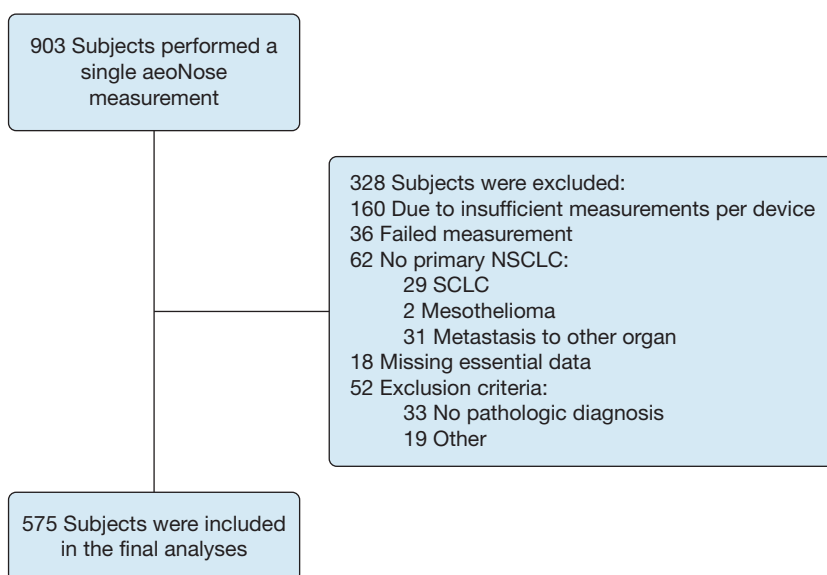 903 Subjects performed a
single aeoNose
measurement
328 Subjects were excluded:
160 Due to insufficient measurements per device
36 Failed measurement
62 No primary NSCLC:
29 SCLC
2 Mesothelioma
31 Metastasis to other organ
18 Missing essential data
52 Exclusion criteria:
33 No pathologic diagnosis
19 Other
575 Subjects were included
in the final analyses